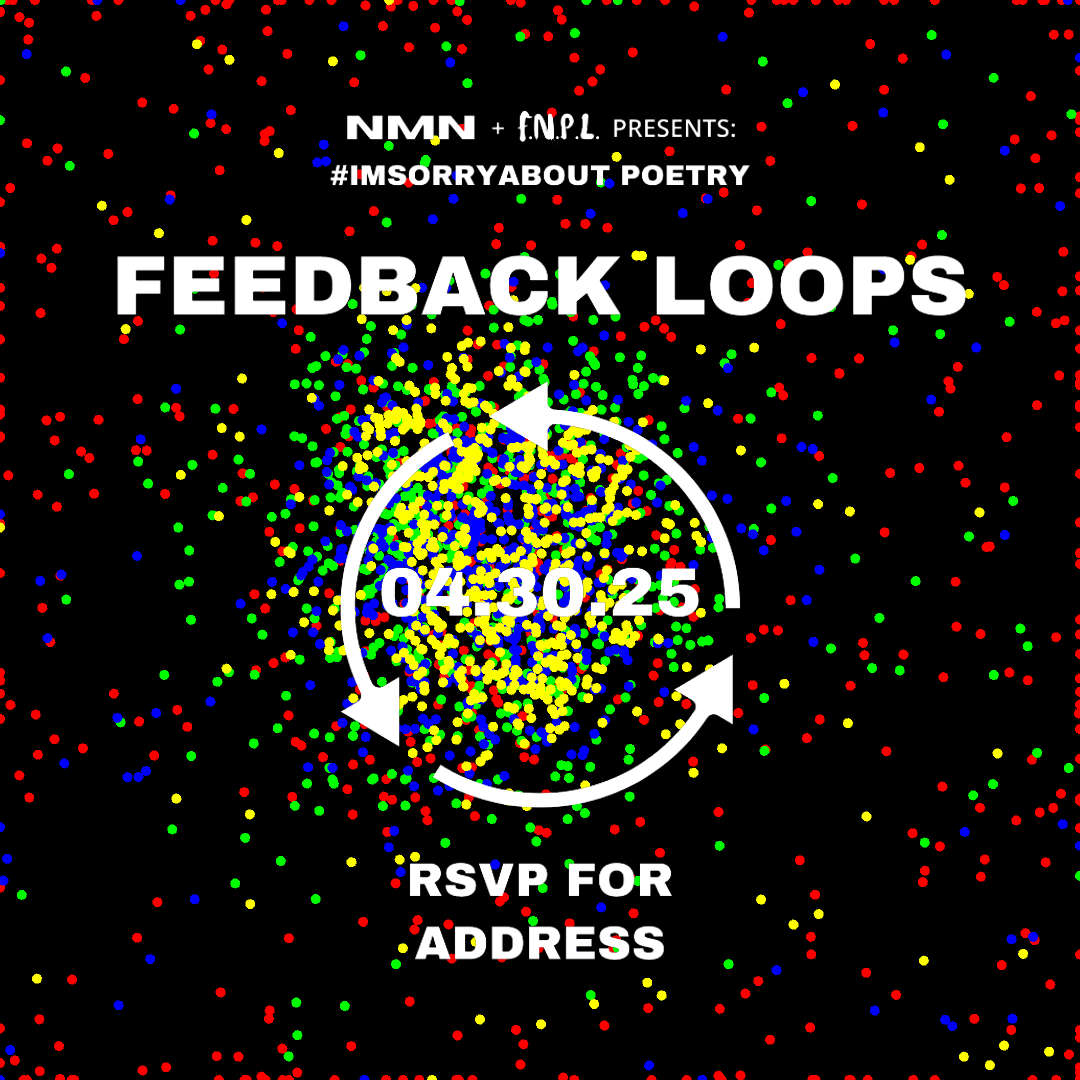 NMN + F.N.P.L. PRESENTS:
#IMSORRYABOUT POETRY
FEEDBACK LOOPS
04.30.25
RSVP FOR
ADDRESS